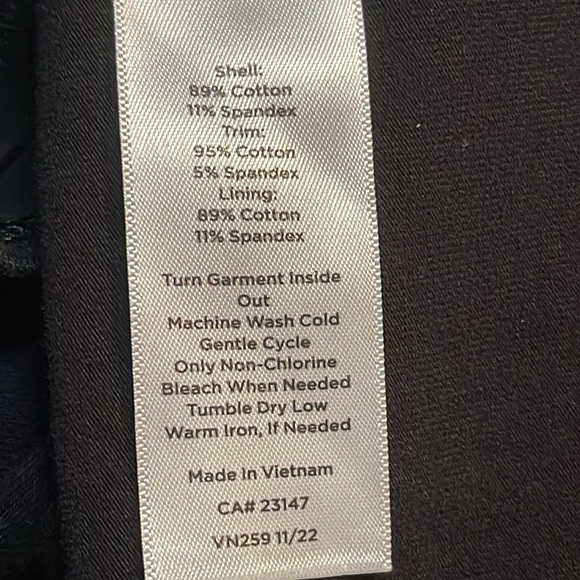 Shell:
89% Cotton
11% Spandex
Trim:
95% Cotton
5% Spandex
Lining:
89% Cotton
11% Spandex
Turn Garment Inside
Out
Machine Wash Cold
Gentle Cycle
Only Non-Chlorine
Bleach When Needed
Tumble Dry Low
Warm Iron, If Needed
Made In Vietnam
CA# 23147
VN259 11/22